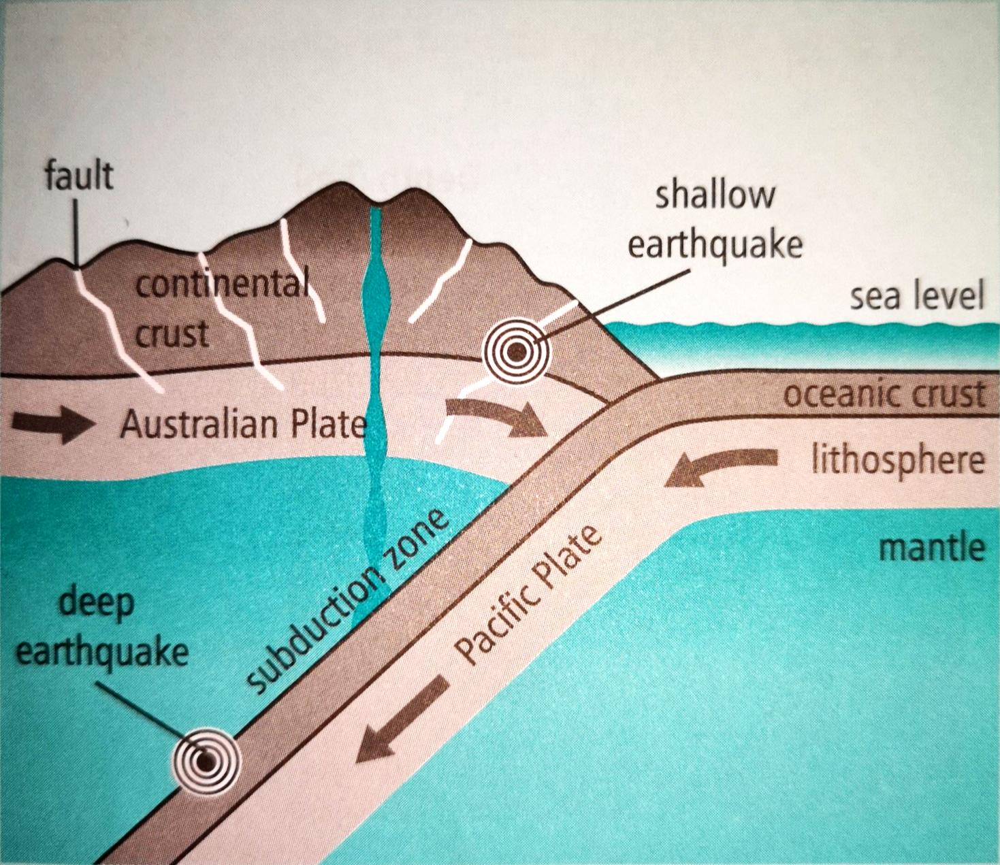 fault
shallow
earthquake
sea level
continental
crust
oceanic crust
Australian Plate
lithosphere
subduction zone
Pacific Plate
mantle
deep
earthquake